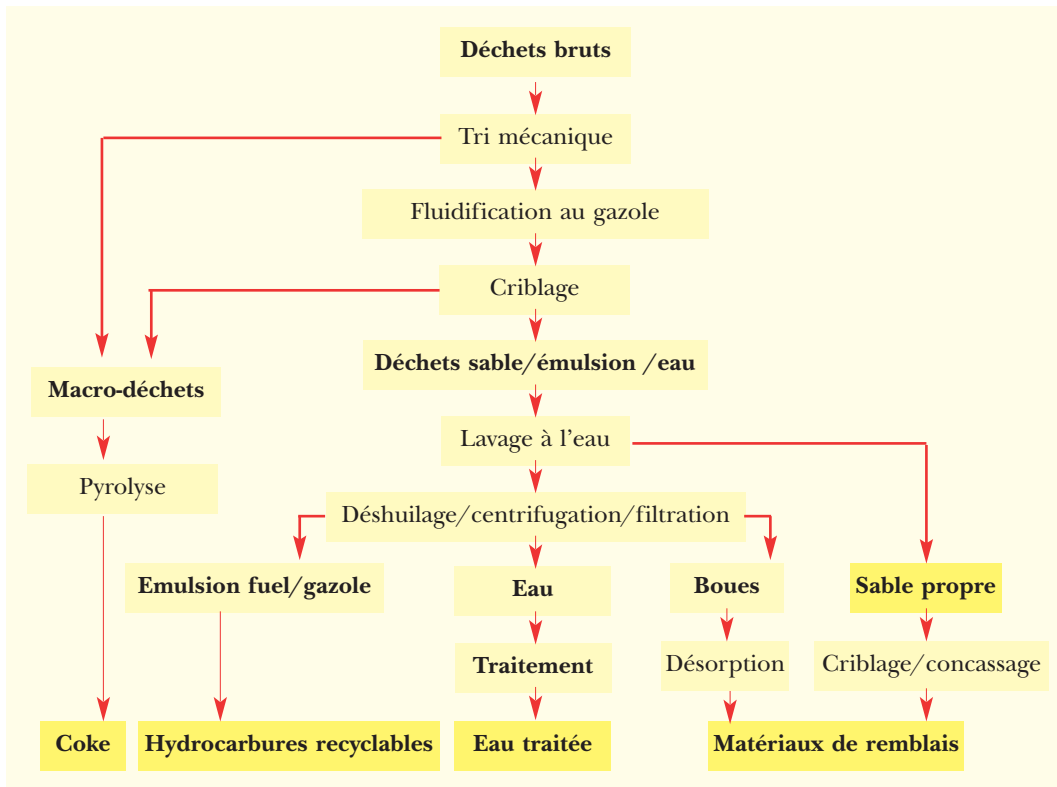 Déchets bruts
Tri mécanique
Fluidification au gazole
Criblage
Déchets sable/émulsion /eau
Macro-déchets
Lavage à l'eau
Pyrolyse
Déshuilage/centrifugation/filtration
Emulsion fuel/gazole
Eau
Boues
Sable propre
Traitement
Désorption
Criblage/concassage
Coke
Hydrocarbures recyclables
Eau traitée
Matériaux de remblais